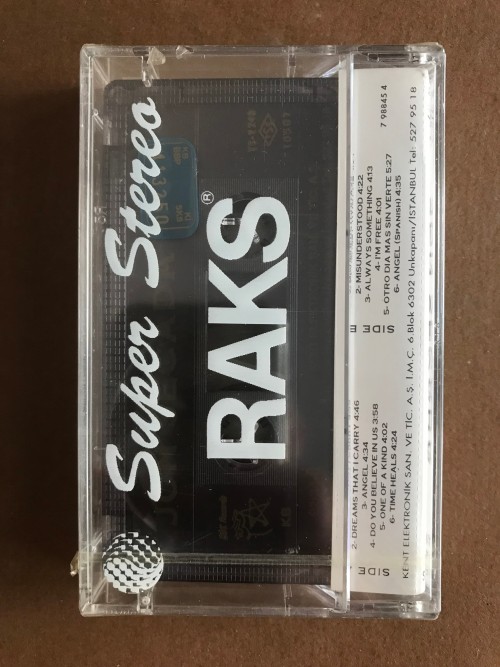 Super Stereo
RAKS®
2- DREAMS THAT I CARRY 4:46
3- ANGEL 4:34
4- DO YOU BELIEVE IN US 3:58
5- ONE OF A KIND 4:02
6- TIME HEALS 4:24
SIDE
2- MISUNDERSTOOD 4:22
3- ALWAYS SOMETHING 4:13
4- I'M FREE 4:01
5- OTRO DIA MAS SIN VERTE 5:27
6- ANGEL (SPANISH) 4:35
SIDE
7 98845 4
KENT ELEKTRONIK SAN. VE TİC. A.Ş. İ.M.Ç. 6.Blok 6302 Unkapanı/İSTANBUL Tel: 527 95 18